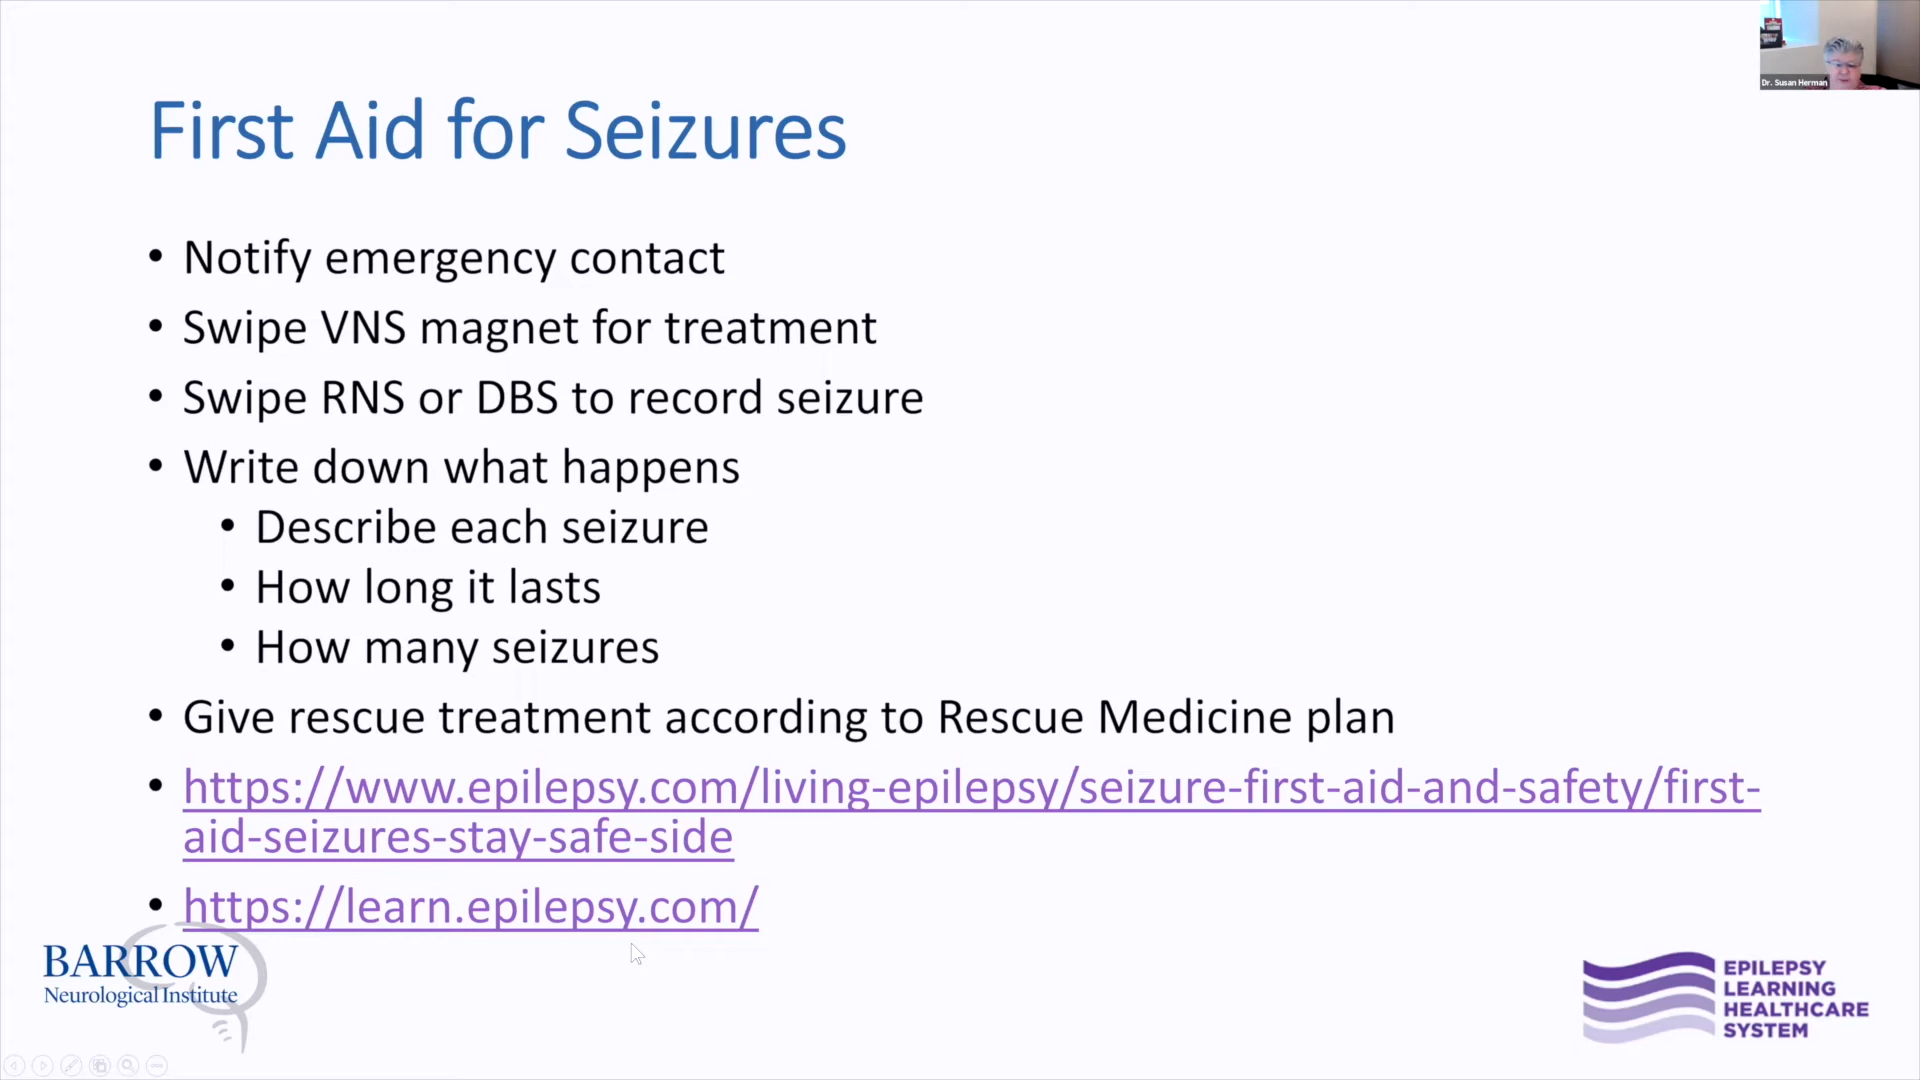 Dr. Susan Herman
First Aid for Seizures
• Notify emergency contact
• Swipe VNS magnet for treatment
• Swipe RNS or DBS to record seizure
• Write down what happens
• Describe each seizure
• How long it lasts
• How many seizures
• Give rescue treatment according to Rescue Medicine plan
• https://www.epilepsy.com/living-epilepsy/seizure-first-aid-and-safety/first-
aid-seizures-stay-safe-side
• https://learn.epilepsy.com/
BARROW
Neurological Institute
EPILEPSY
LEARNING
HEALTHCARE
SYSTEM